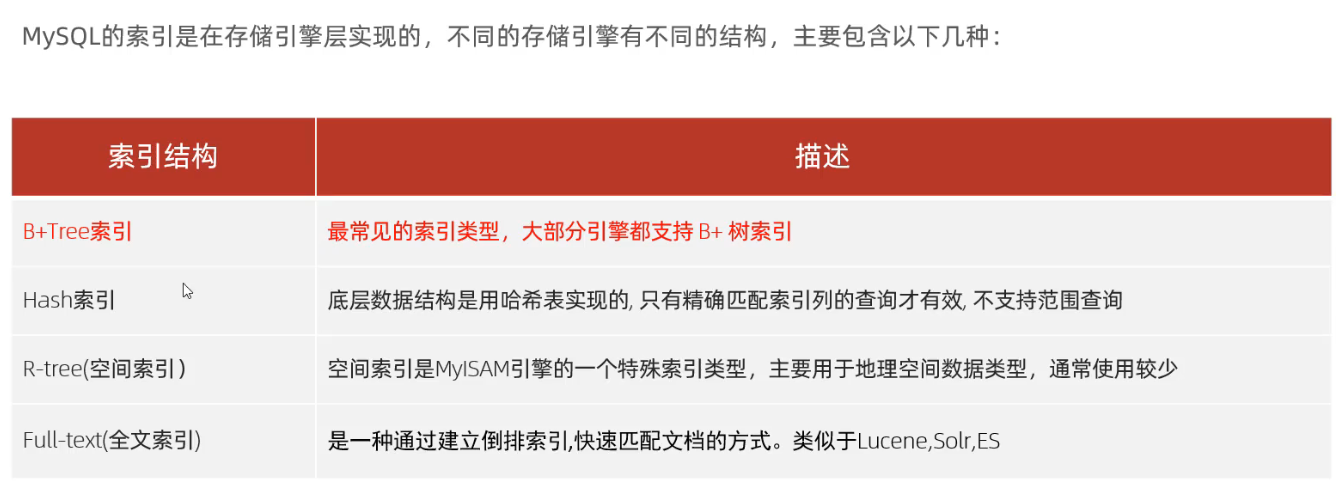 MySQL的索引是在存储引擎层实现的，不同的存储引擎有不同的结构，主要包含以下几种：
索引结构 描述
B+Tree索引 最常见的索引类型，大部分引擎都支持 B+ 树索引
Hash索引 底层数据结构是用哈希表实现的, 只有精确匹配索引列的查询才有效, 不支持范围查询
R-tree(空间索引） 空间索引是MyISAM引擎的一个特殊索引类型，主要用于地理空间数据类型，通常使用较少
Full-text(全文索引) 是一种通过建立倒排索引,快速匹配文档的方式。类似于Lucene,Solr,ES